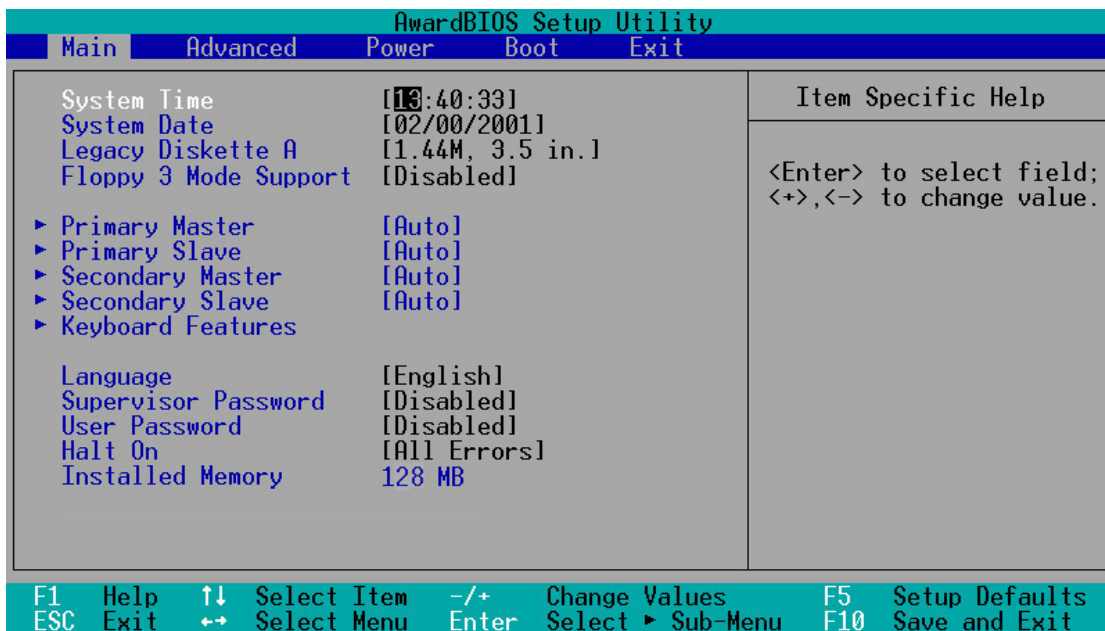 AwardBIOS Setup Utility
Main Advanced Power Boot Exit
System Time [13:40:33]
System Date [02/00/2001]
Legacy Diskette A [1.44M, 3.5 in.]
Floppy 3 Mode Support [Disabled]
► Primary Master [Auto]
► Primary Slave [Auto]
► Secondary Master [Auto]
► Secondary Slave [Auto]
► Keyboard Features
Language [English]
Supervisor Password [Disabled]
User Password [Disabled]
Halt On [All Errors]
Installed Memory 128 MB
Item Specific Help
<Enter> to select field;
<+>,<-> to change value.
F1 Help ↑↓ Select Item -/+ Change Values F5 Setup Defaults
ESC Exit ←→ Select Menu Enter Select ► Sub-Menu F10 Save and Exit